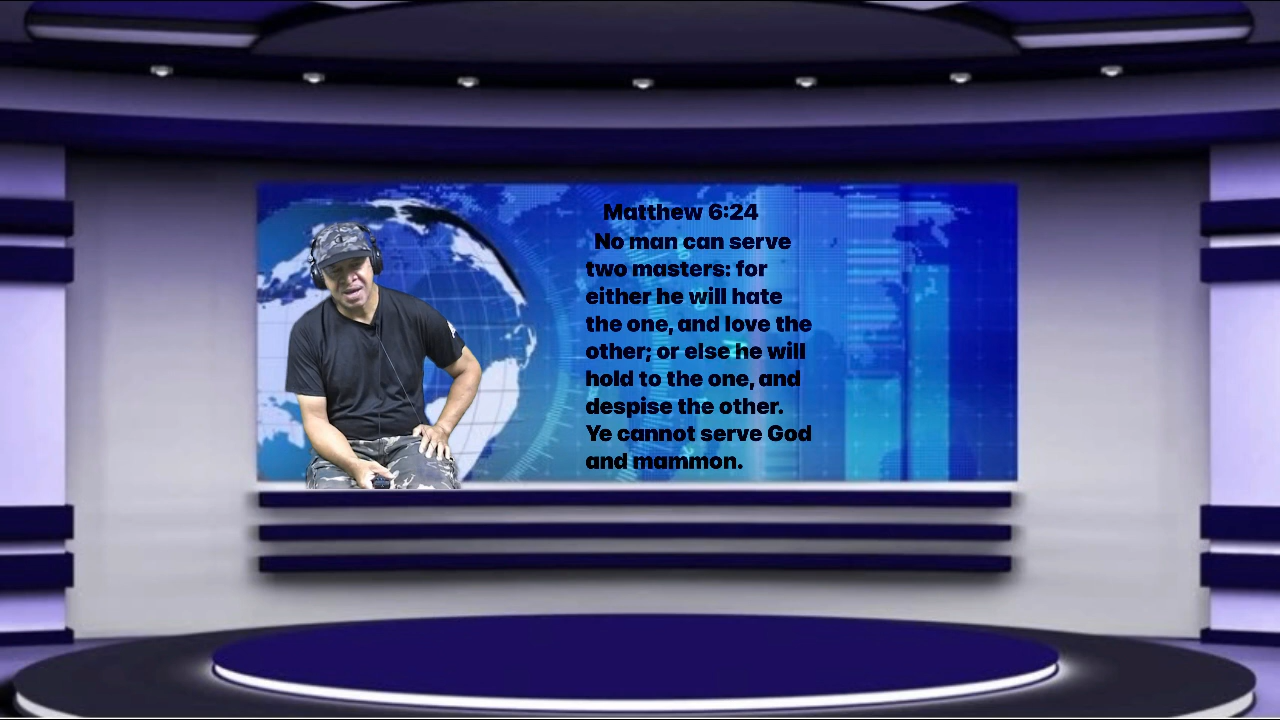 Matthew 6:24
No man can serve
two masters: for
either he will hate
the one, and love the
other; or else he will
hold to the one, and
despise the other.
Ye cannot serve God
and mammon.